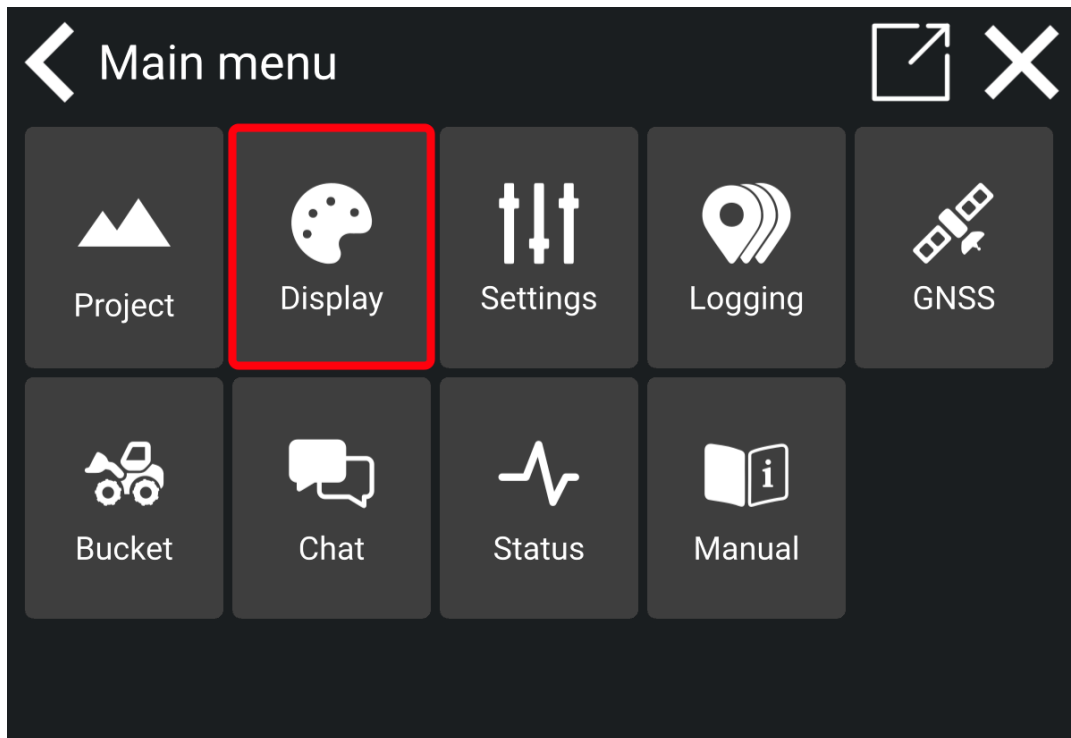 Main menu
Project
Display
Settings
Logging
GNSS
Bucket
Chat
Status
i
Manual